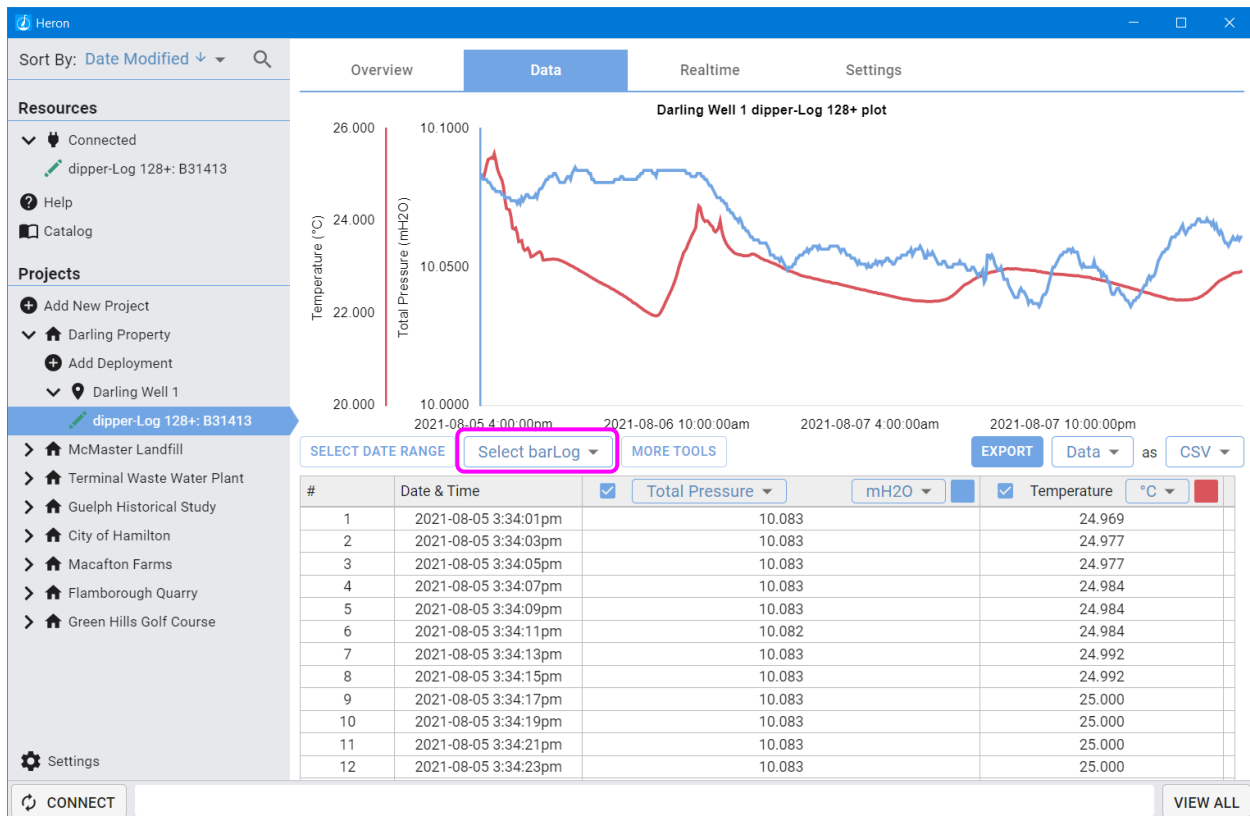 Heron
Sort By: Date Modified
Resources
Connected
dipper-Log 128+: B31413
Help
Catalog
Projects
Add New Project
Darling Property
Add Deployment
Darling Well 1
dipper-Log 128+: B31413
McMaster Landfill
Terminal Waste Water Plant
Guelph Historical Study
City of Hamilton
Macafton Farms
Flamborough Quarry
Green Hills Golf Course
Settings
Overview Data Realtime Settings
Darling Well 1 dipper-Log 128+ plot
Temperature (°C)
26.000
24.000
22.000
20.000
Total Pressure (mH2O)
10.1000
10.0500
10.0000
2021-08-05 4:00:00pm 2021-08-06 10:00:00am 2021-08-07 4:00:00am 2021-08-07 10:00:00pm
SELECT DATE RANGE Select barLog MORE TOOLS EXPORT Data as CSV
# Date & Time Total Pressure mH2O Temperature °C
1 2021-08-05 3:34:01pm 10.083 24.969
2 2021-08-05 3:34:03pm 10.083 24.977
3 2021-08-05 3:34:05pm 10.083 24.977
4 2021-08-05 3:34:07pm 10.083 24.984
5 2021-08-05 3:34:09pm 10.083 24.984
6 2021-08-05 3:34:11pm 10.082 24.984
7 2021-08-05 3:34:13pm 10.083 24.992
8 2021-08-05 3:34:15pm 10.083 24.992
9 2021-08-05 3:34:17pm 10.083 25.000
10 2021-08-05 3:34:19pm 10.083 25.000
11 2021-08-05 3:34:21pm 10.083 25.000
12 2021-08-05 3:34:23pm 10.083 25.000
CONNECT VIEW ALL